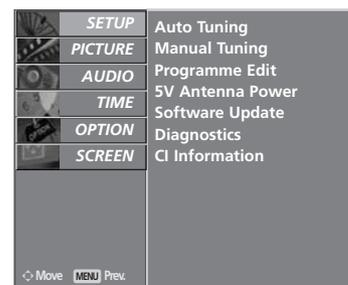 SETUP
PICTURE
AUDIO
TIME
OPTION
SCREEN
Auto Tuning
Manual Tuning
Programme Edit
5V Antenna Power
Software Update
Diagnostics
CI Information
Move MENU Prev.